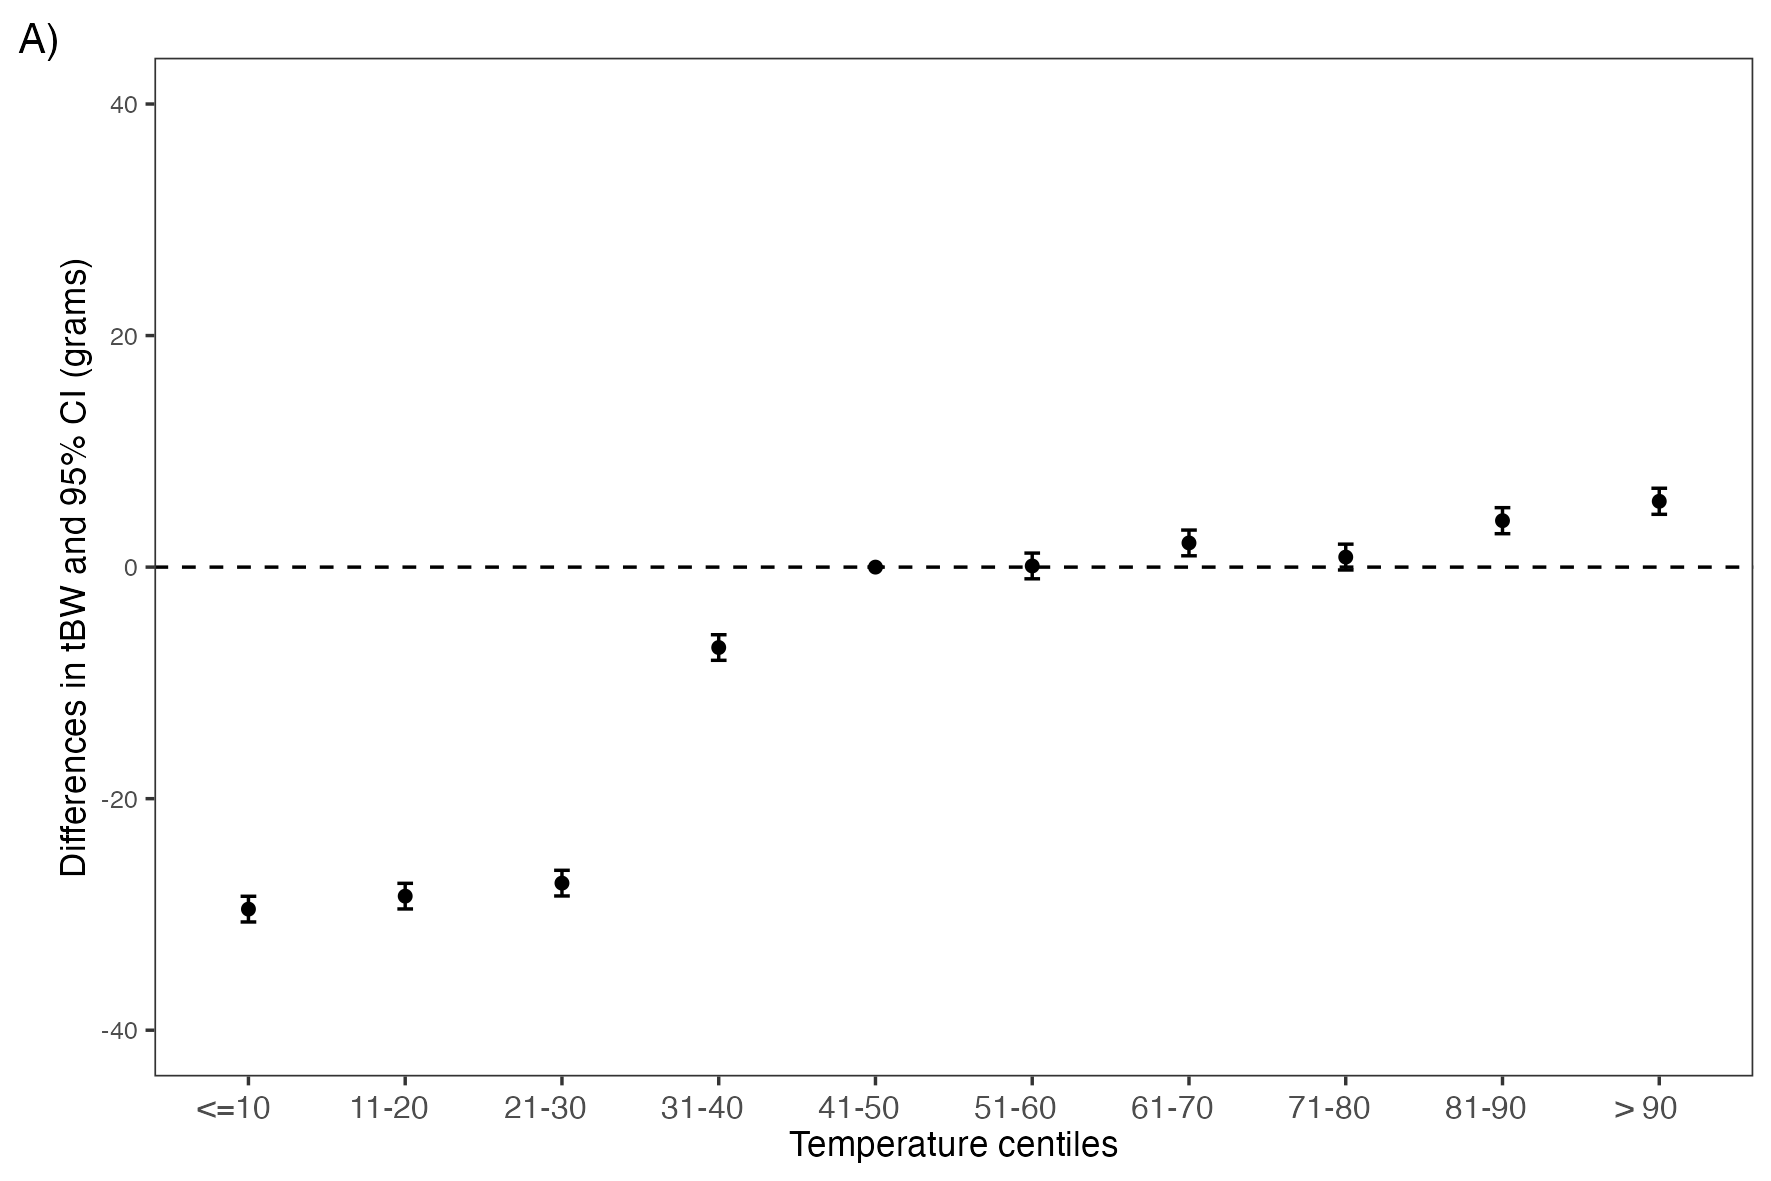 A)
Differences in tBW and 95% CI (grams)
40
20
0
-20
-40
<=10 11-20 21-30 31-40 41-50 51-60 61-70 71-80 81-90 > 90
Temperature centiles